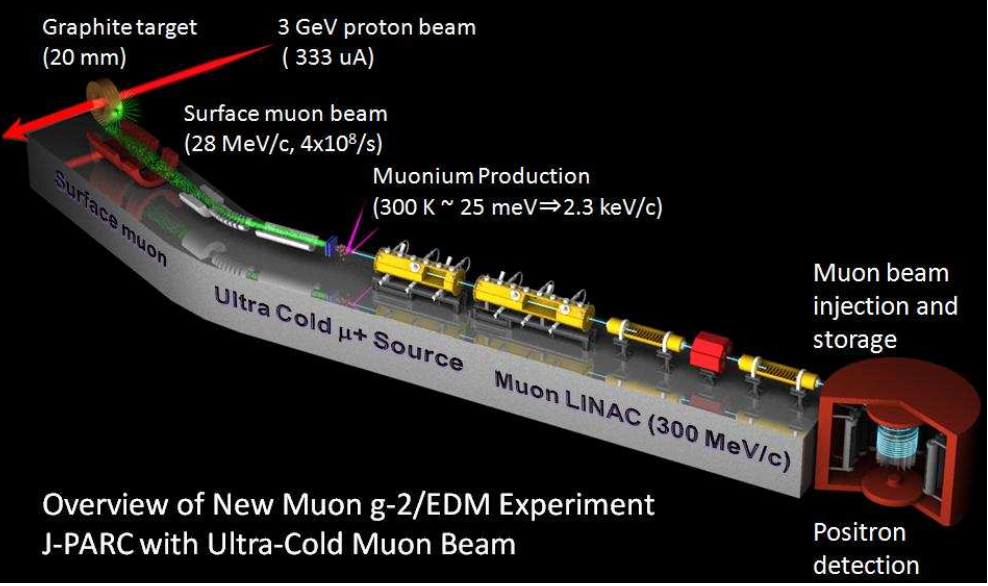 Graphite target
(20 mm)
3 GeV proton beam
( 333 uA)
Surface muon beam
(28 MeV/c, 4x10⁸/s)
Muonium Production
(300 K ~ 25 meV⇒2.3 keV/c)
Surface muon
Ultra Cold μ+ Source
Muon LINAC (300 MeV/c)
Muon beam
injection and
storage
Positron
detection
Overview of New Muon g-2/EDM Experiment
J-PARC with Ultra-Cold Muon Beam